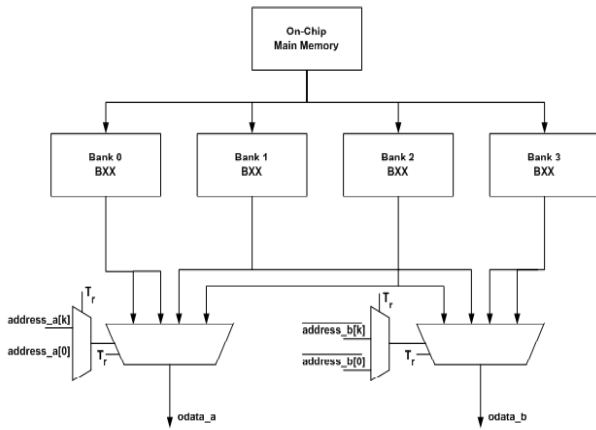 On-Chip
Main Memory
Bank 0
BXX
Bank 1
BXX
Bank 2
BXX
Bank 3
BXX
Tr
address_a[k]
address_a[0]
Tr
odata_a
Tr
address_b[k]
address_b[0]
Tr
odata_b